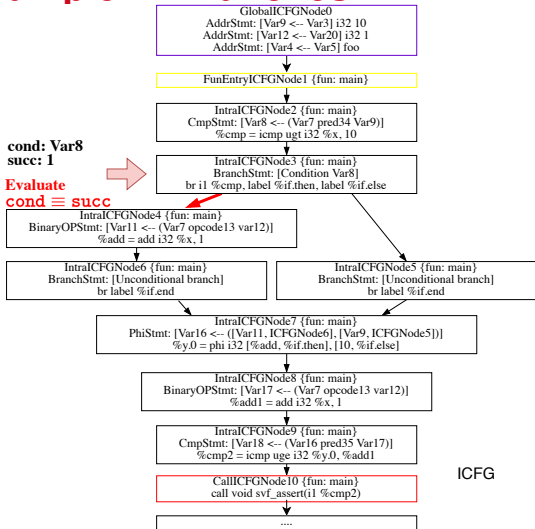 GlobalICFGNode0
AddrStmt: [Var9 <-- Var3] i32 10
AddrStmt: [Var12 <-- Var20] i32 1
AddrStmt: [Var4 <-- Var5] foo
FunEntryICFGNode1 {fun: main}
IntraICFGNode2 {fun: main}
CmpStmt: [Var8 <-- (Var7 pred34 Var9)]
%cmp = icmp ugt i32 %x, 10
cond: Var8
succ: 1
Evaluate
cond ≡ succ
IntraICFGNode3 {fun: main}
BranchStmt: [Condition Var8]
br i1 %cmp, label %if.then, label %if.else
IntraICFGNode4 {fun: main}
BinaryOPStmt: [Var11 <-- (Var7 opcode13 var12)]
%add = add i32 %x, 1
IntraICFGNode6 {fun: main}
BranchStmt: [Unconditional branch]
br label %if.end
IntraICFGNode5 {fun: main}
BranchStmt: [Unconditional branch]
br label %if.end
IntraICFGNode7 {fun: main}
PhiStmt: [Var16 <-- ([Var11, ICFGNode6], [Var9, ICFGNode5])]
%y.0 = phi i32 [%add, %if.then], [10, %if.else]
IntraICFGNode8 {fun: main}
BinaryOPStmt: [Var17 <-- (Var7 opcode13 var12)]
%add1 = add i32 %x, 1
IntraICFGNode9 {fun: main}
CmpStmt: [Var18 <-- (Var16 pred35 Var17)]
%cmp2 = icmp uge i32 %y.0, %add1
ICFG
CallICFGNode10 {fun: main}
call void svf_assert(i1 %cmp2)
....